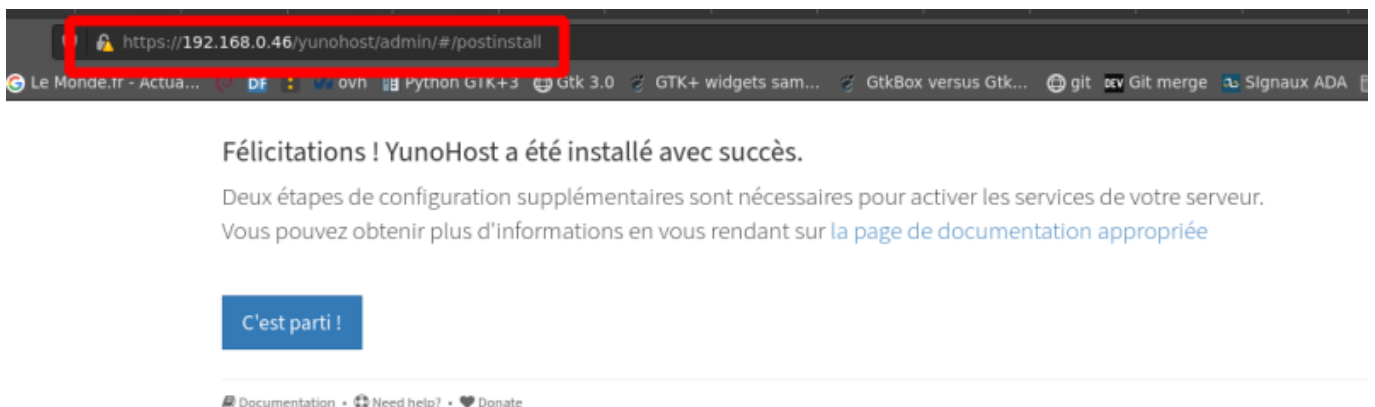 https://192.168.0.46/yunohost/admin/#/postinstall
Le Monde.fr - Actua... DF ovh Python GTK+3 Gtk 3.0 GTK+ widgets sam... GtkBox versus Gtk... git DEV Git merge Signaux ADA
Félicitations ! YunoHost a été installé avec succès.
Deux étapes de configuration supplémentaires sont nécessaires pour activer les services de votre serveur.
Vous pouvez obtenir plus d'informations en vous rendant sur la page de documentation appropriée
C'est parti !
Documentation • Need help? • Donate